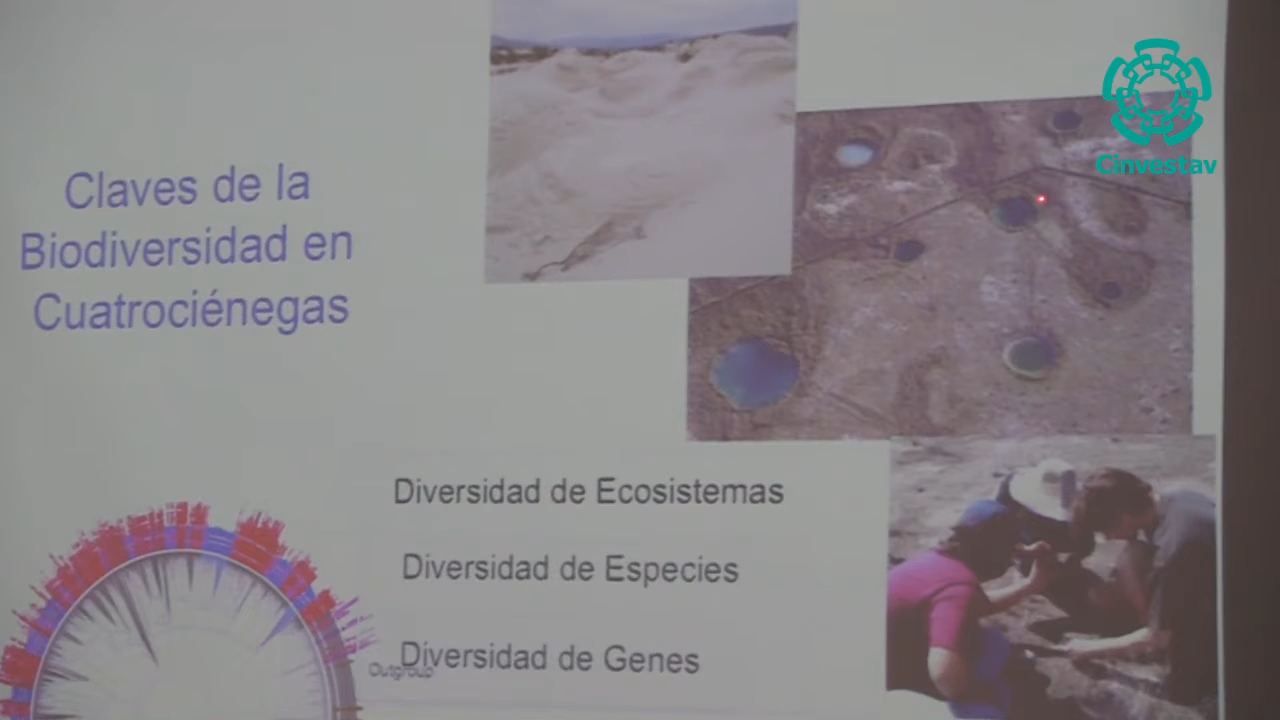 Cinvestav
Claves de la
Biodiversidad en
Cuatrociénegas
Diversidad de Ecosistemas
Diversidad de Especies
Diversidad de Genes
Outgroup